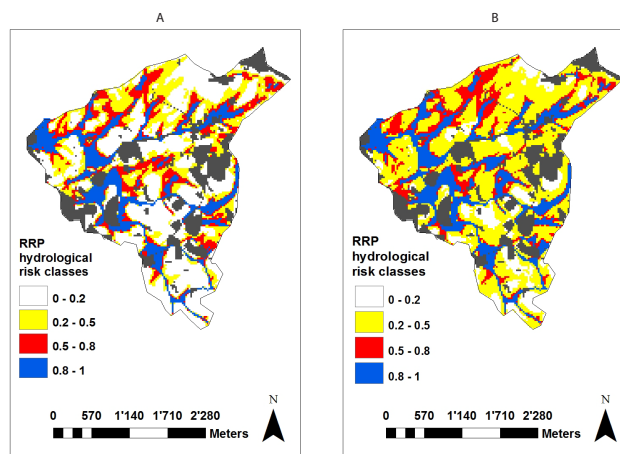 A
RRP
hydrological
risk classes
0 - 0.2
0.2 - 0.5
0.5 - 0.8
0.8 - 1
0 570 1'140 1'710 2'280
Meters
N
B
RRP
hydrological
risk classes
0 - 0.2
0.2 - 0.5
0.5 - 0.8
0.8 - 1
0 570 1'140 1'710 2'280
Meters
N